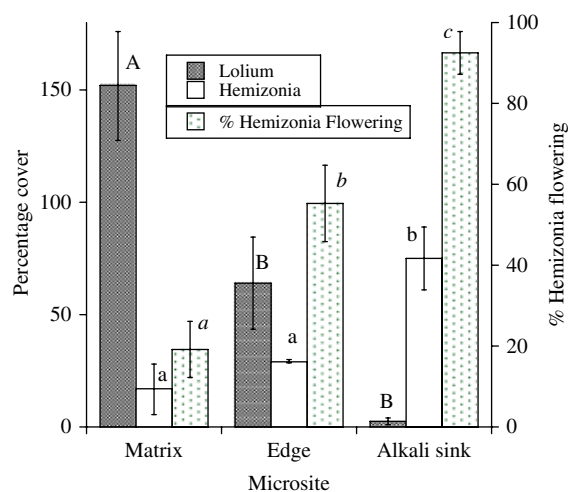 Percentage cover
150
100
50
0
100
80
60
40
20
0
% Hemizonia flowering
Lolium
Hemizonia
% Hemizonia Flowering
A
a
a
B
a
b
B
b
c
Matrix
Edge
Alkali sink
Microsite